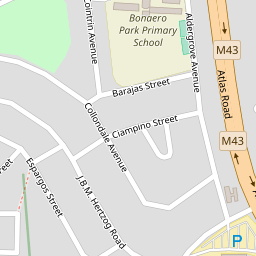 Bonaero
Park Primary
School
Aldergrove Avenue
M43
Atlas Road
Barajas Street
Ciampino Street
Collondale Avenue
M43
Espargos Street
J.B.M. Hertzog Road
P